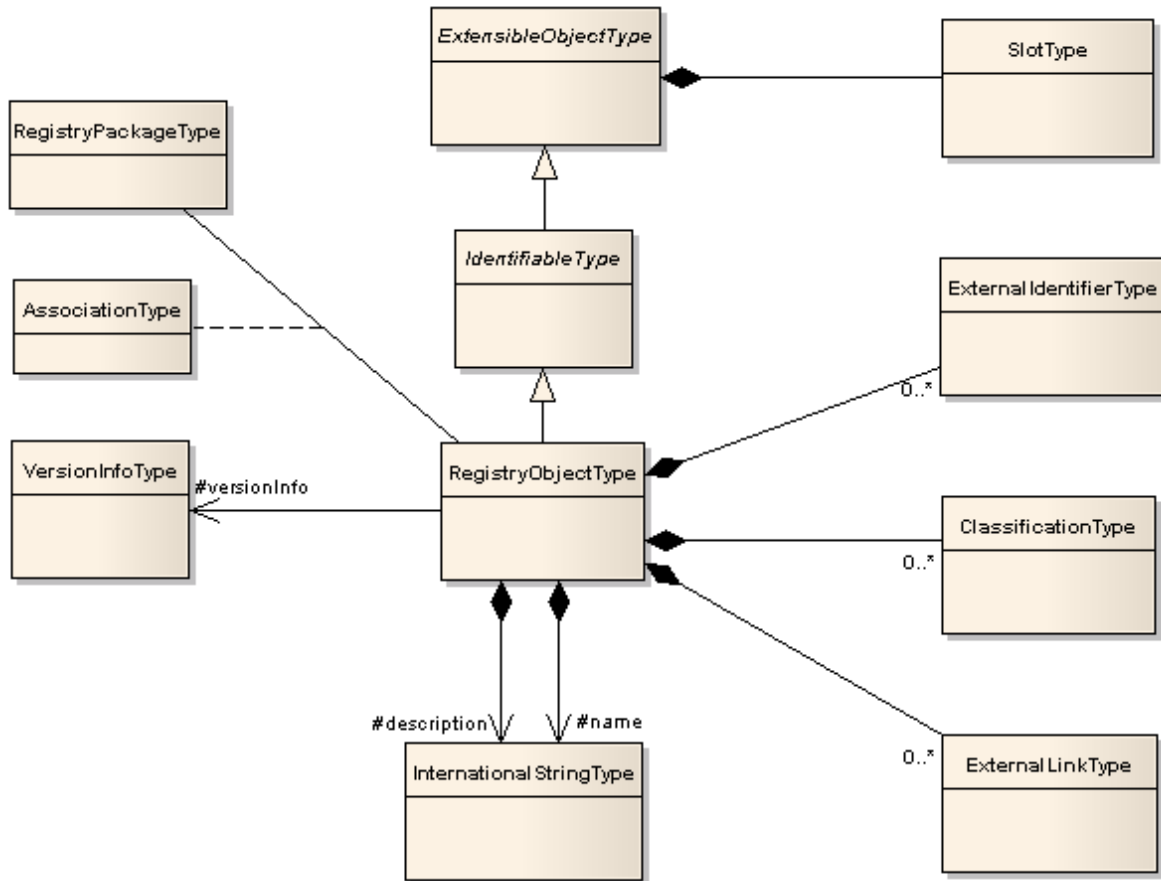 ExtensibleObjectType
SlotType
RegistryPackageType
IdentifiableType
ExternalIdentifierType
AssociationType
0..*
VersionInfoType
RegistryObjectType
#versionInfo
ClassificationType
0..*
#description
#name
0..*
InternationalStringType
ExternalLinkType